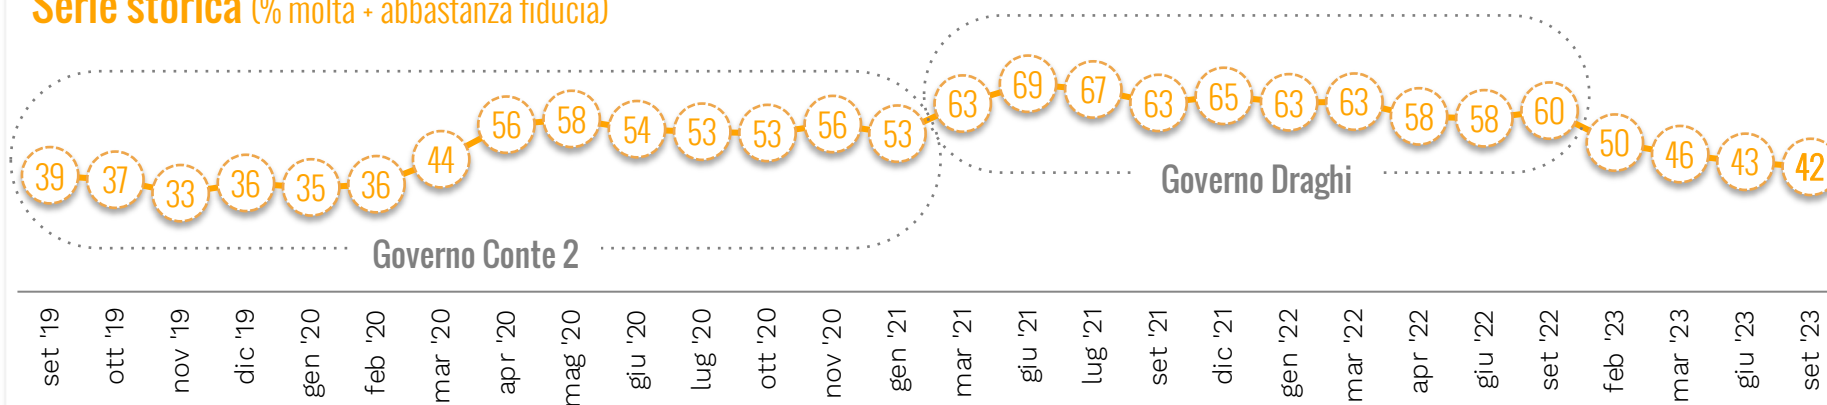 Serie storica (% molta + abbastanza fiducia)
39 37 33 36 35 36 44 56 58 54 53 53 56 53 63 69 67 63 65 63 63 58 58 60 50 46 43 42
Governo Conte 2
Governo Draghi
set '19 ott '19 nov '19 dic '19 gen '20 feb '20 mar '20 apr '20 mag '20 giu '20 lug '20 ott '20 nov '20 gen '21 mar '21 giu '21 lug '21 set '21 dic '21 gen '22 mar '22 apr '22 giu '22 set '22 feb '23 mar '23 giu '23 set '23